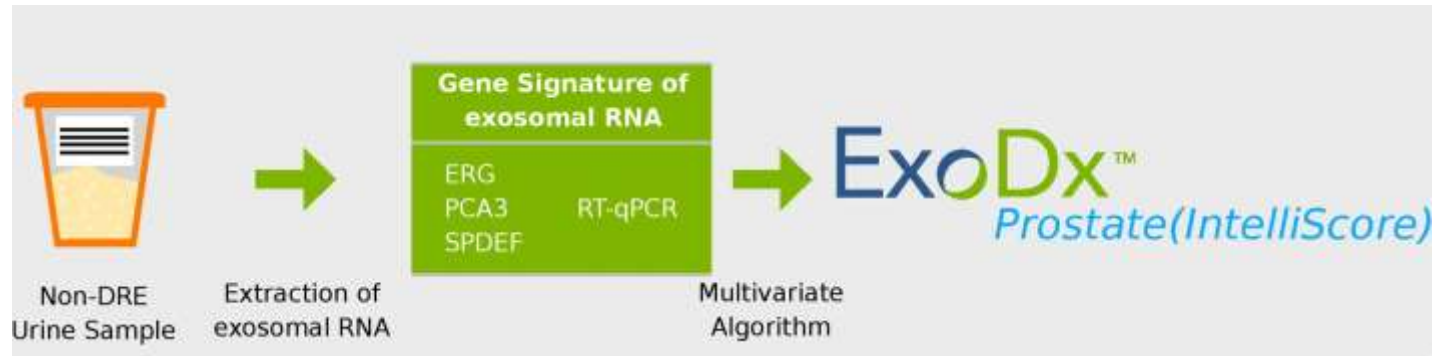 Non-DRE
Urine Sample
Extraction of
exosomal RNA
Gene Signature of
exosomal RNA
ERG
PCA3 RT-qPCR
SPDEF
Multivariate
Algorithm
ExoDx™
Prostate(IntelliScore)